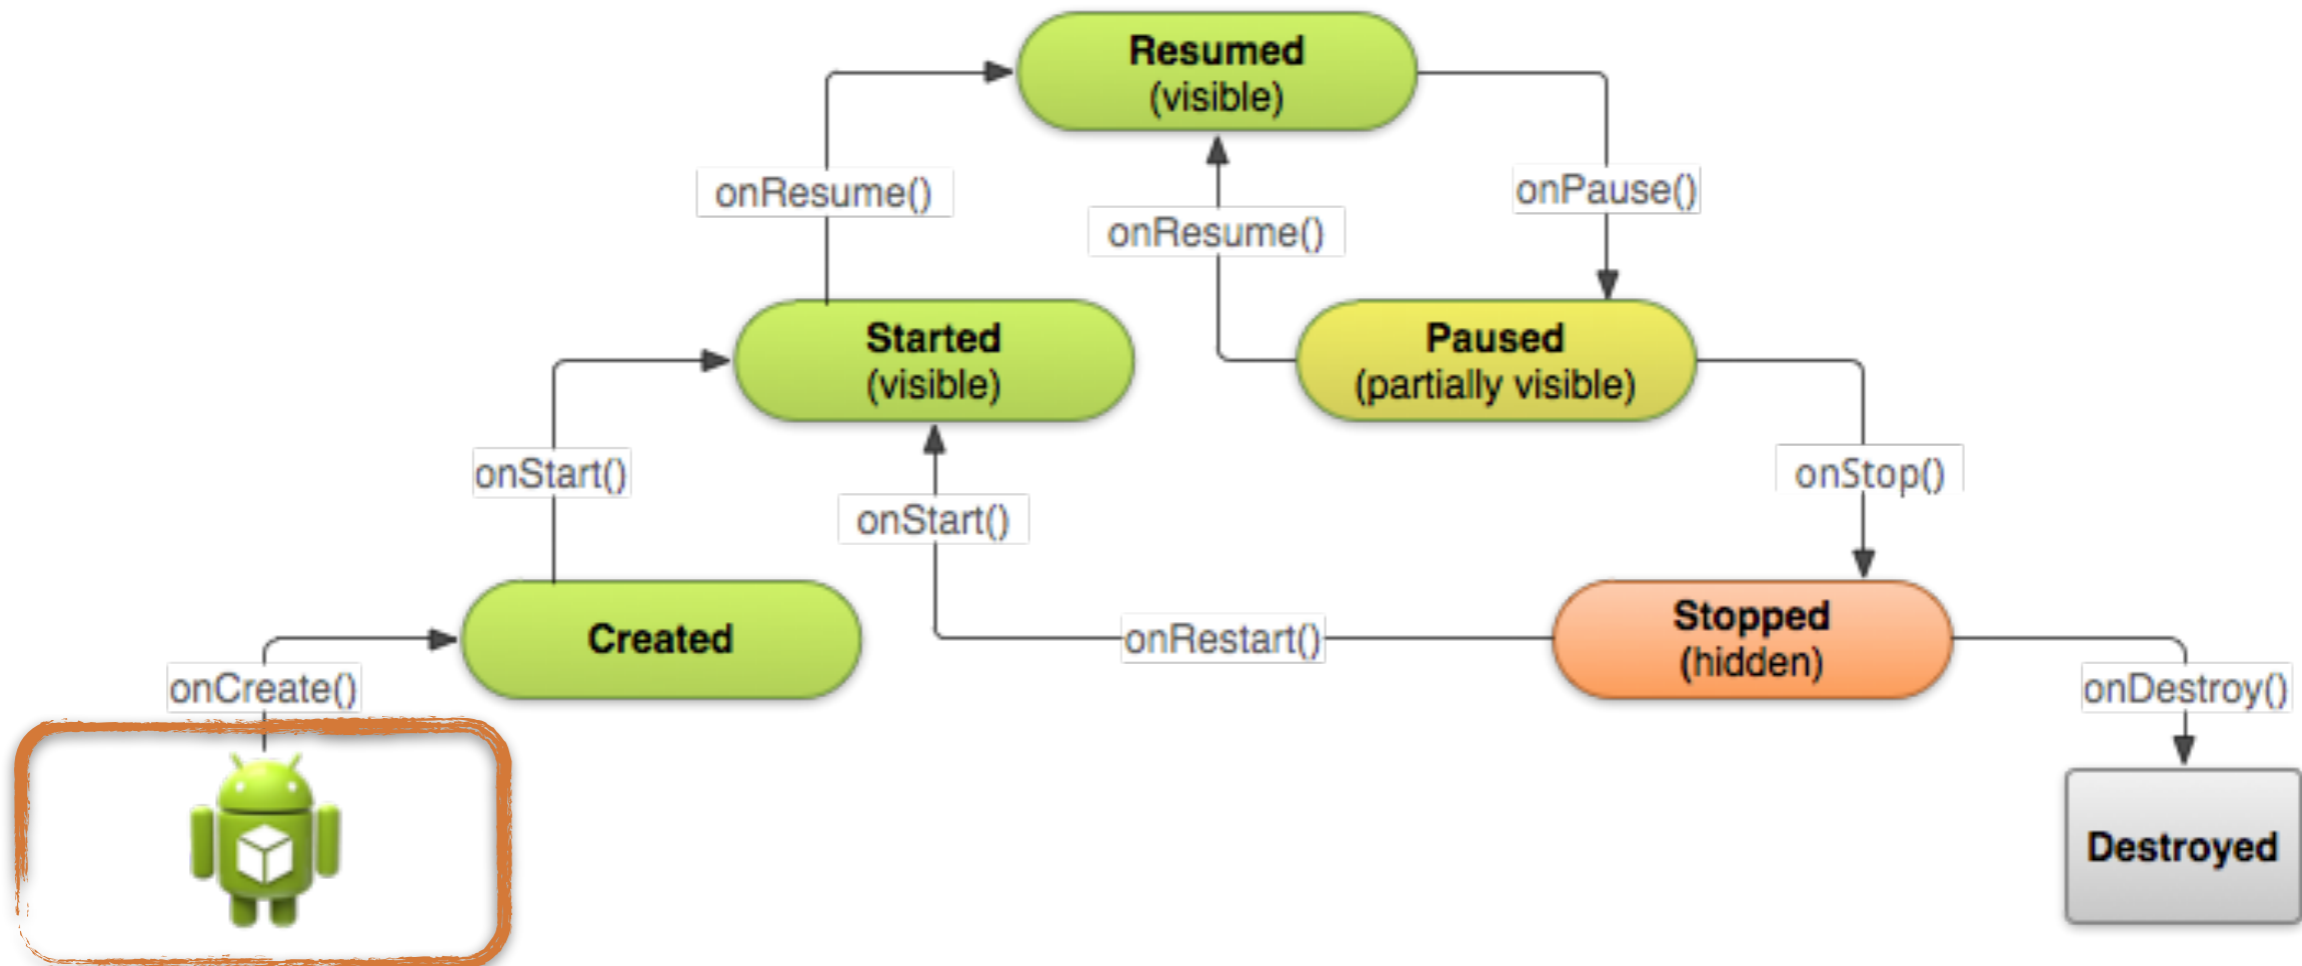 Resumed
(visible)
onResume()
onPause()
onResume()
Started
(visible)
Paused
(partially visible)
onStart()
onStop()
onStart()
Created
onRestart()
Stopped
(hidden)
onCreate()
onDestroy()
Destroyed